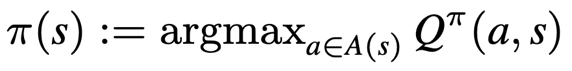 π(s) := argmax_{a∈A(s)} Q^π(a, s)